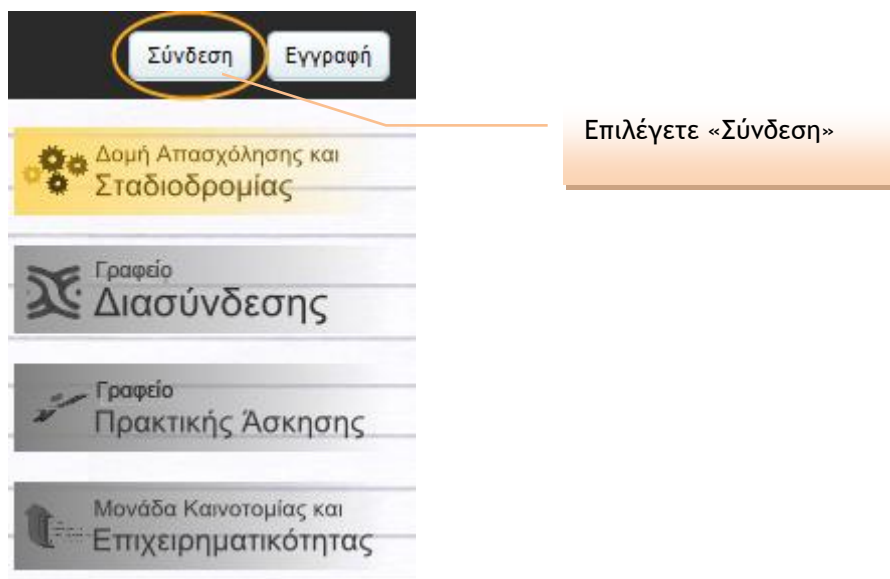 Σύνδεση Εγγραφή
Επιλέγετε «Σύνδεση»
Δομή Απασχόλησης και
Σταδιοδρομίας
Γραφείο
Διασύνδεσης
Γραφείο
Πρακτικής Άσκησης
Μονάδα Καινοτομίας και
Επιχειρηματικότητας